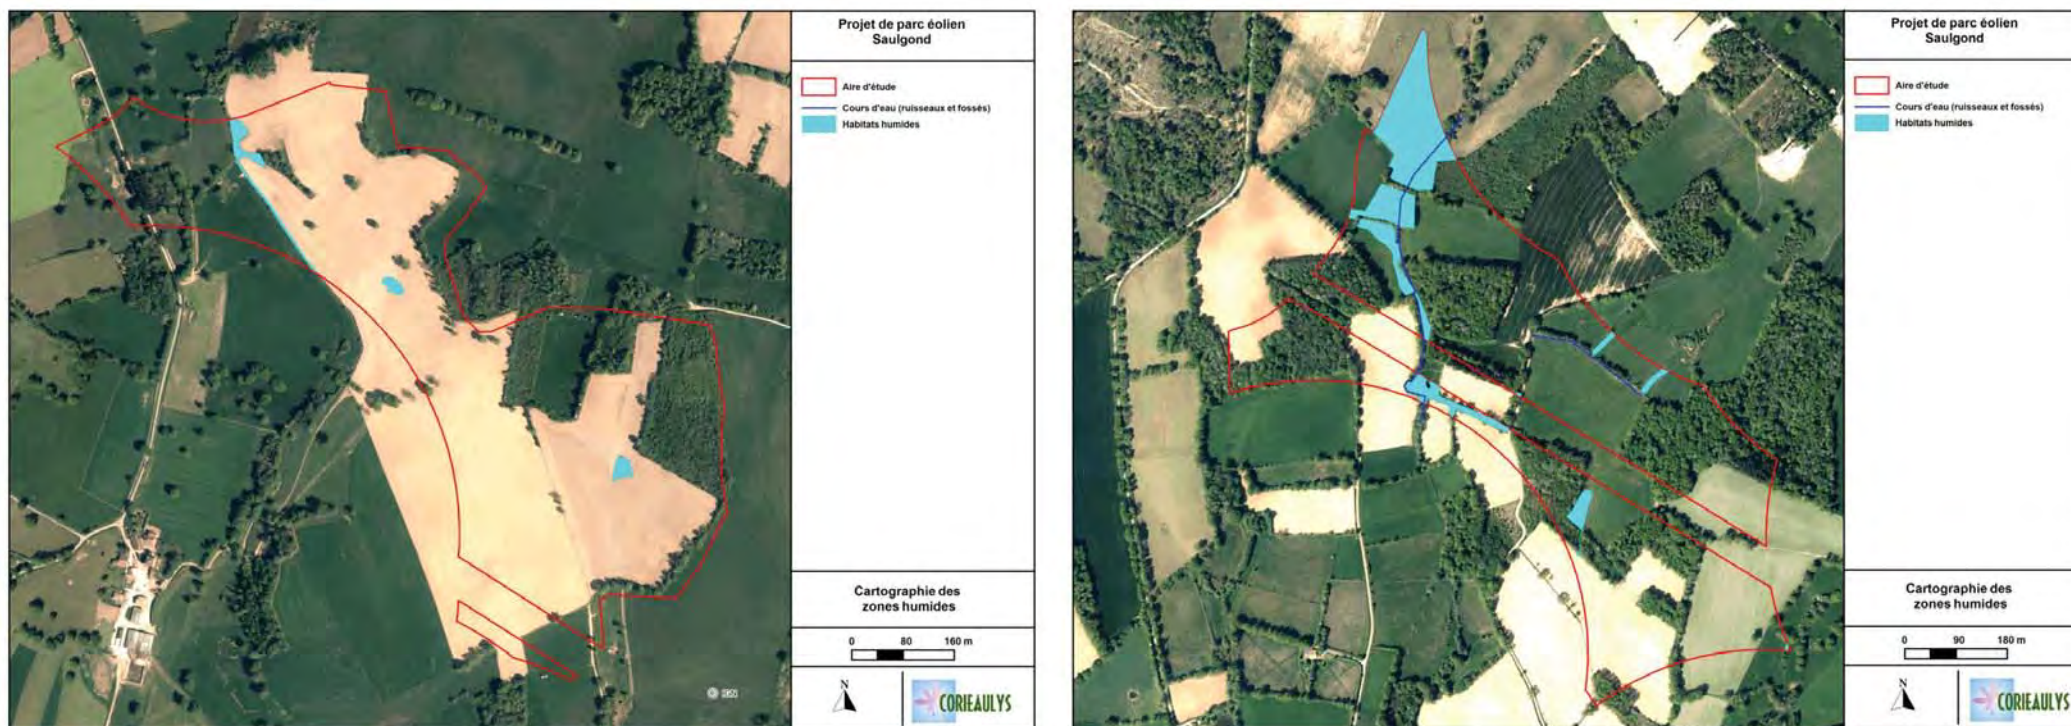 Projet de parc éolien
Saulgond
Aire d'étude
Cours d'eau (ruisseaux et fossés)
Habitats humides
Cartographie des
zones humides
0 80 160 m
N
CORIEAULYS
Projet de parc éolien
Saulgond
Aire d'étude
Cours d'eau (ruisseaux et fossés)
Habitats humides
Cartographie des
zones humides
0 90 180 m
N
CORIEAULYS